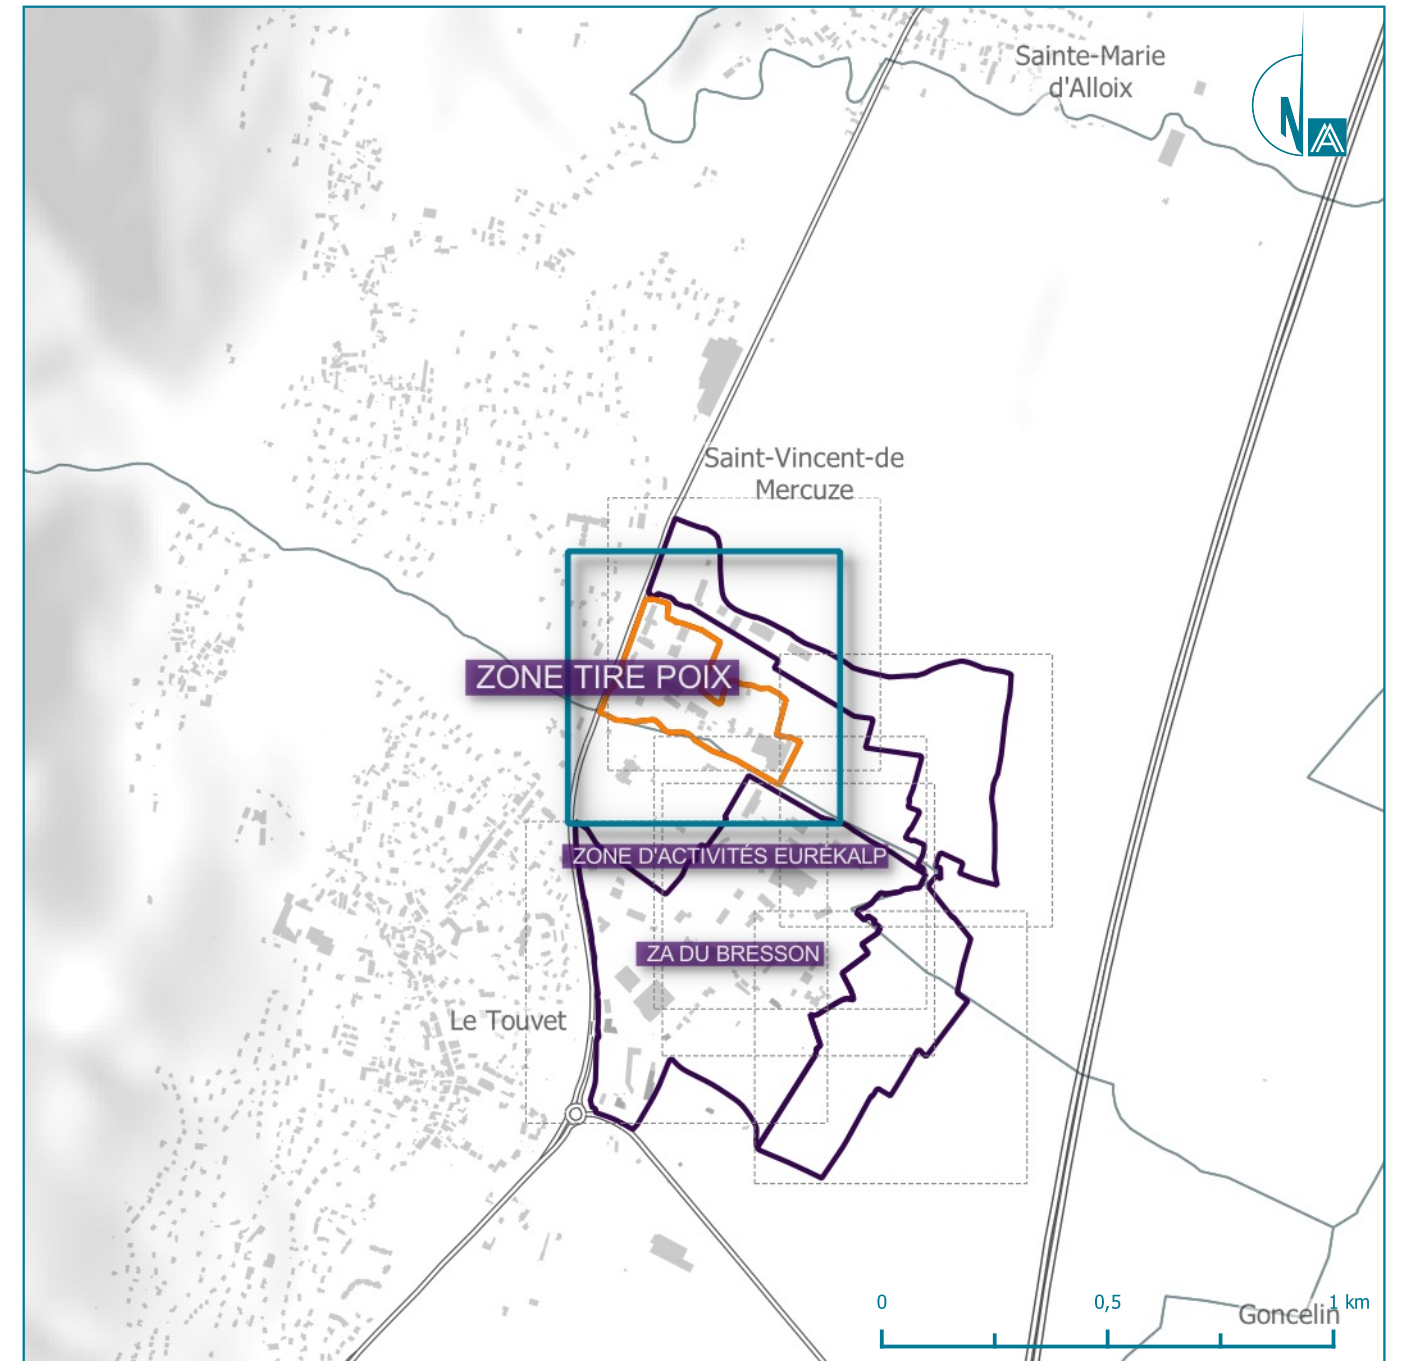 Sainte-Marie
d'Alloix
N
Saint-Vincent-de
Mercuze
ZONE TIRE POIX
ZONE D'ACTIVITÉS EURÉKALP
ZA DU BRESSON
Le Touvet
0 0,5 1 km
Goncelin